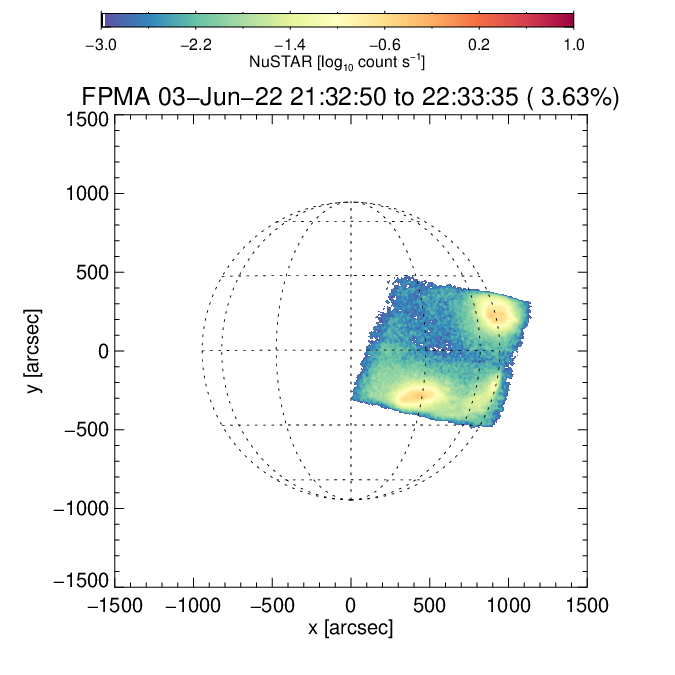 −3.0 −2.2 −1.4 −0.6 0.2 1.0
NuSTAR [log₁₀ count s⁻¹]
FPMA 03−Jun−22 21:32:50 to 22:33:35 ( 3.63%)
1500
1000
500
0
−500
−1000
−1500
y [arcsec]
−1500 −1000 −500 0 500 1000 1500
x [arcsec]